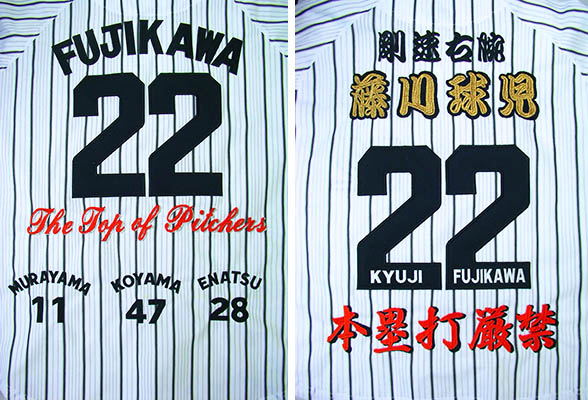 FUJIKAWA
22
The Top of Pitchers
MURAYAMA KOYAMA ENATSU
11 47 28
剛速右腕
藤川球児
22
KYUJI FUJIKAWA
本塁打厳禁